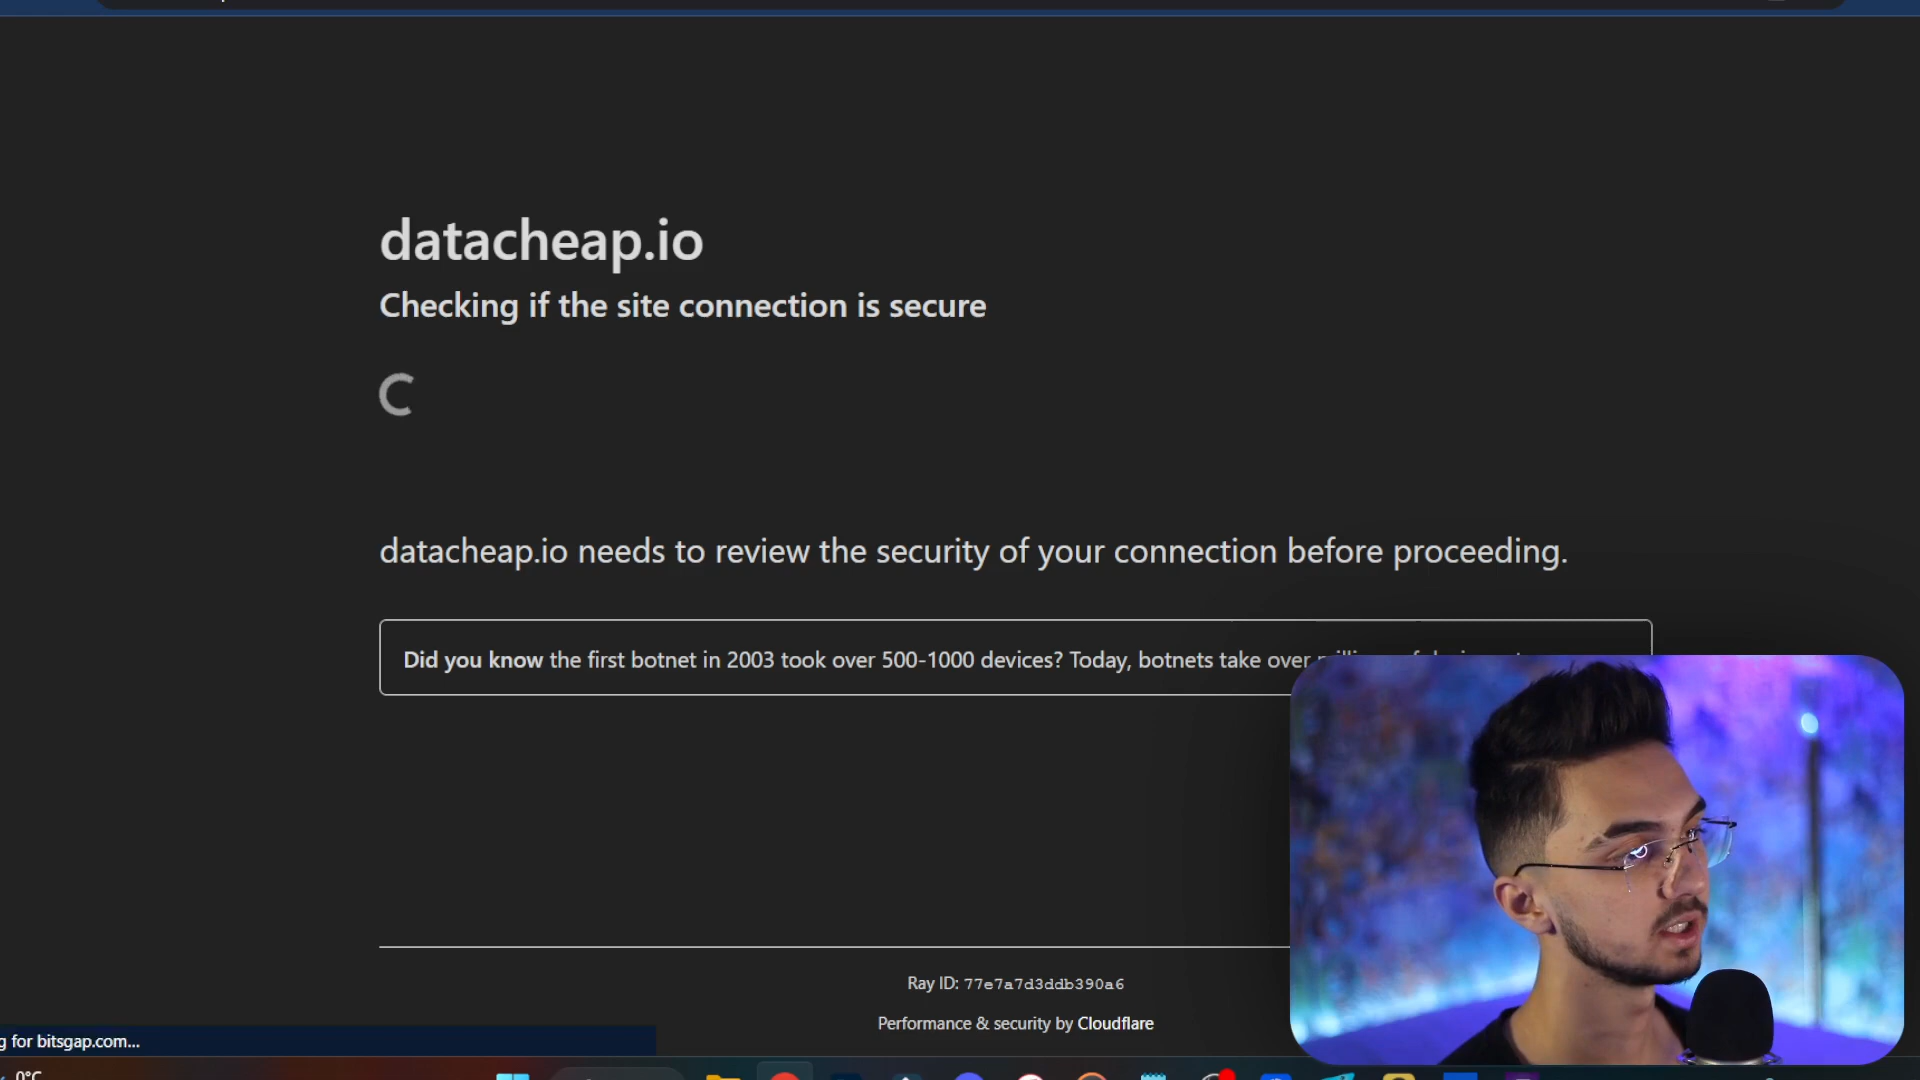 datacheap.io
Checking if the site connection is secure
datacheap.io needs to review the security of your connection before proceeding.
Did you know the first botnet in 2003 took over 500-1000 devices? Today, botnets take over
Ray ID: 77e7a7d3ddb390a6
Performance & security by Cloudflare
g for bitsgap.com...
0°C